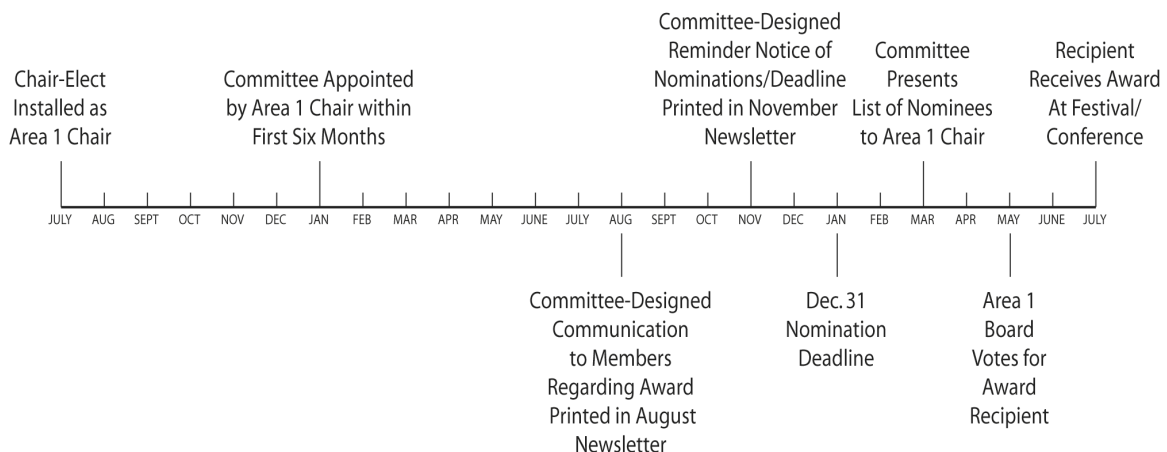 Chair-Elect
Installed as
Area 1 Chair
Committee Appointed
by Area 1 Chair within
First Six Months
Committee-Designed
Reminder Notice of
Nominations/Deadline
Printed in November
Newsletter
Committee
Presents
List of Nominees
to Area 1 Chair
Recipient
Receives Award
At Festival/
Conference
JULY AUG SEPT OCT NOV DEC JAN FEB MAR APR MAY JUNE JULY AUG SEPT OCT NOV DEC JAN FEB MAR APR MAY JUNE JULY
Committee-Designed
Communication
to Members
Regarding Award
Printed in August
Newsletter
Dec. 31
Nomination
Deadline
Area 1
Board
Votes for
Award
Recipient